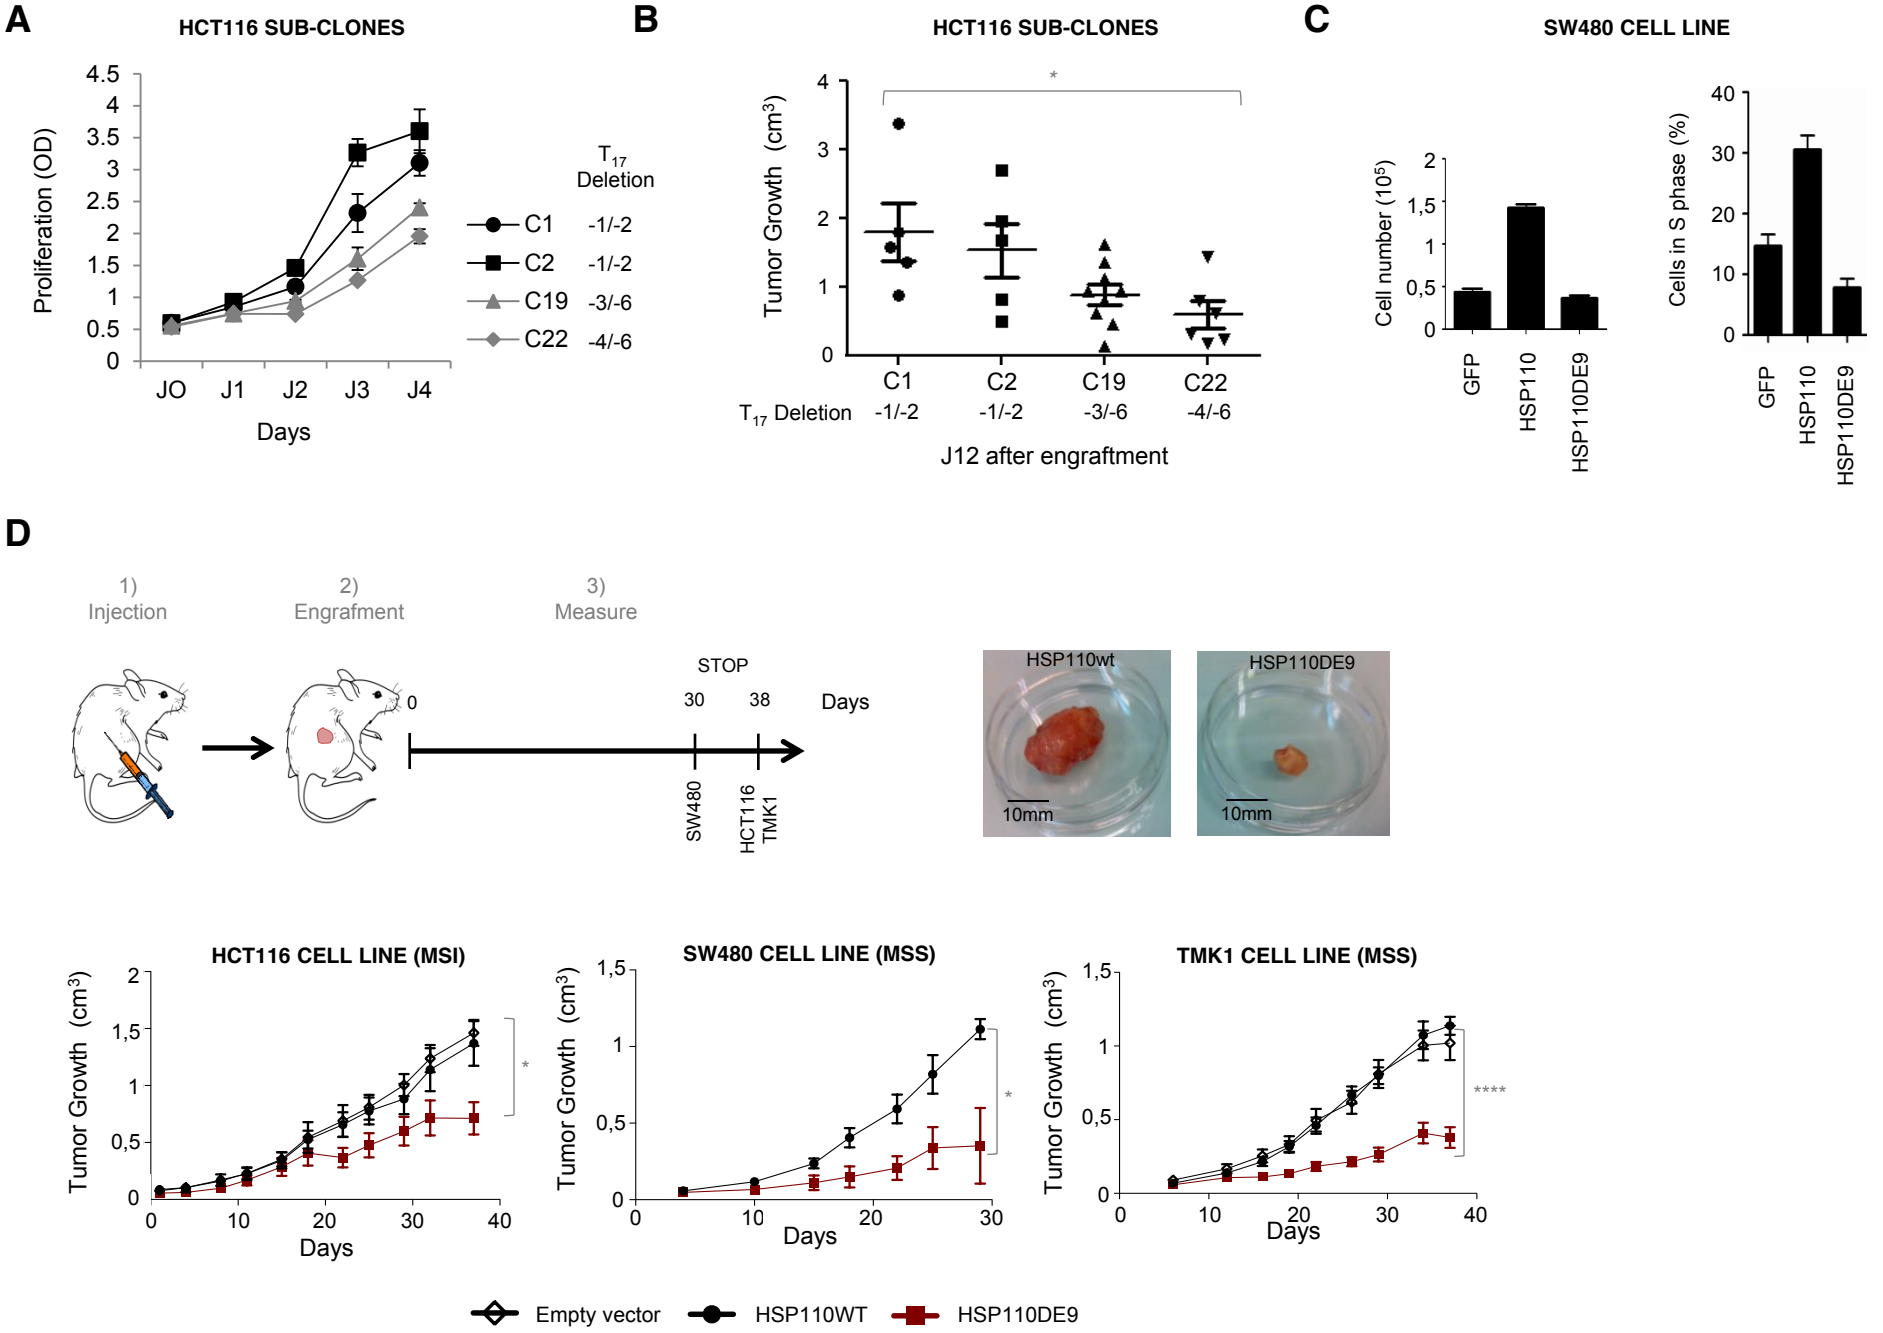 A
HCT116 SUB-CLONES
Proliferation (OD)
4.5
4
3.5
3
2.5
2
1.5
1
0.5
0
JO J1 J2 J3 J4
Days
T17
Deletion
C1 -1/-2
C2 -1/-2
C19 -3/-6
C22 -4/-6
B
HCT116 SUB-CLONES
*
Tumor Growth (cm3)
4
3
2
1
0
C1 C2 C19 C22
T17 Deletion -1/-2 -1/-2 -3/-6 -4/-6
J12 after engraftment
C
SW480 CELL LINE
Cell number (105)
2
1,5
1
0,5
0
GFP
HSP110
HSP110DE9
Cells in S phase (%)
40
30
20
10
0
GFP
HSP110
HSP110DE9
D
1)
Injection
2)
Engrafment
3)
Measure
STOP
0 30 38 Days
SW480
HCT116
TMK1
HSP110wt
10mm
HSP110DE9
10mm
HCT116 CELL LINE (MSI)
Tumor Growth (cm3)
2
1,5
1
0,5
0
0 10 20 30 40
Days
*
SW480 CELL LINE (MSS)
Tumor Growth (cm3)
1,5
1
0,5
0
0 10 20 30
Days
*
TMK1 CELL LINE (MSS)
Tumor Growth (cm3)
1,5
1
0,5
0
0 10 20 30 40
Days
****
Empty vector HSP110WT HSP110DE9